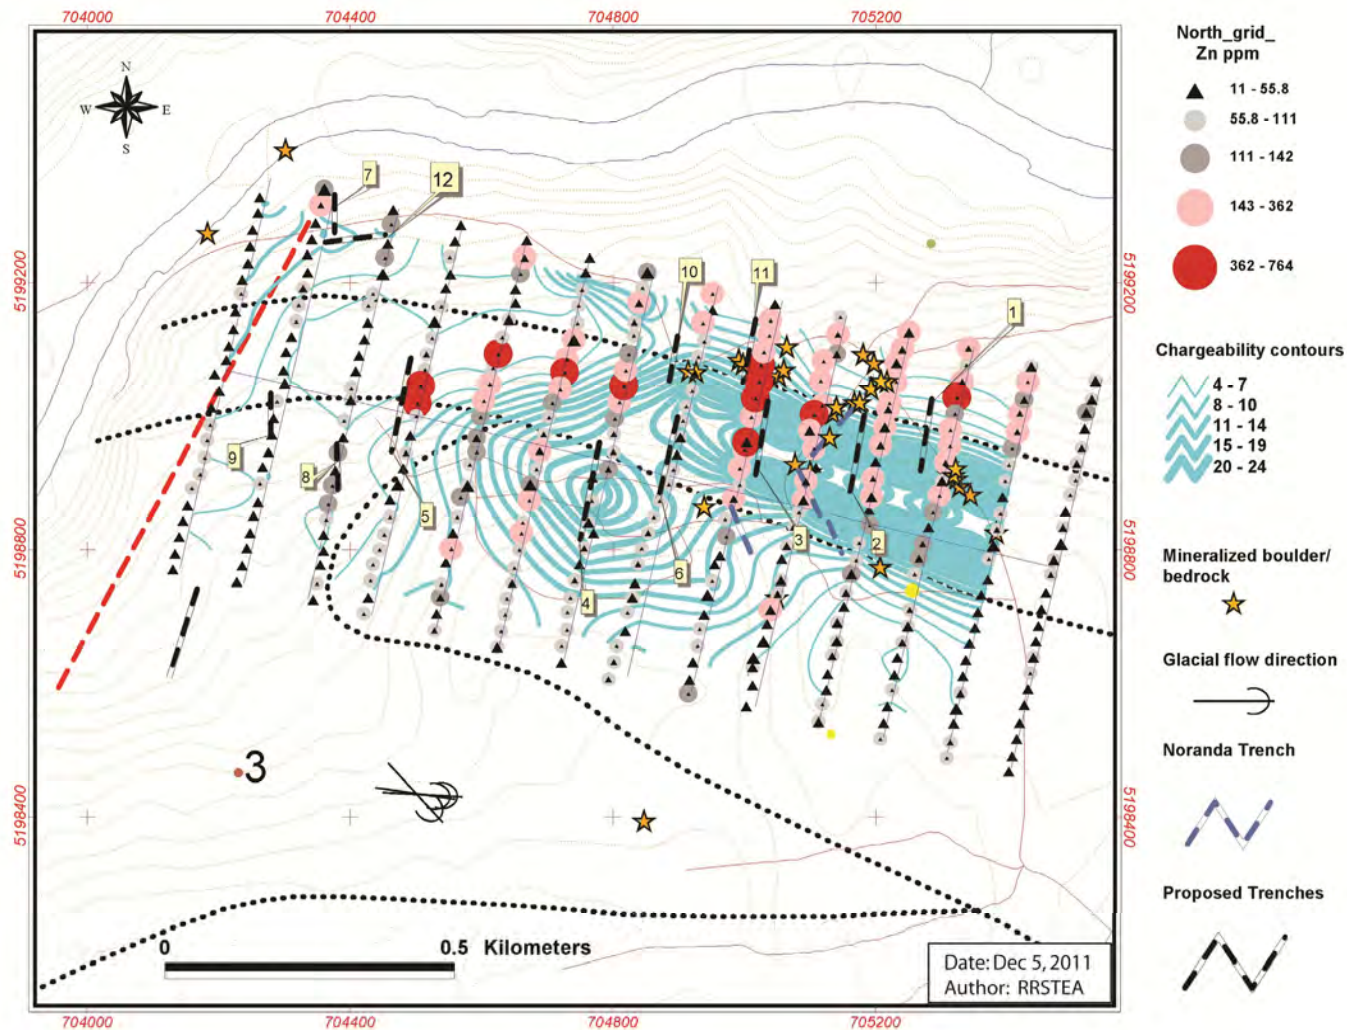 704000
704400
704800
705200
North_grid_
Zn ppm
11 - 55.8
55.8 - 111
111 - 142
143 - 362
362 - 764
N
W
E
S
7
12
10
11
1
5199200
5199200
Chargeability contours
4 - 7
8 - 10
11 - 14
15 - 19
20 - 24
9
8
5
3
2
6
4
5198800
5198800
Mineralized boulder/
bedrock
Glacial flow direction
Noranda Trench
3
5198400
5198400
Proposed Trenches
0
0.5 Kilometers
Date: Dec 5, 2011
Author: RRSTEA
704000
704400
704800
705200